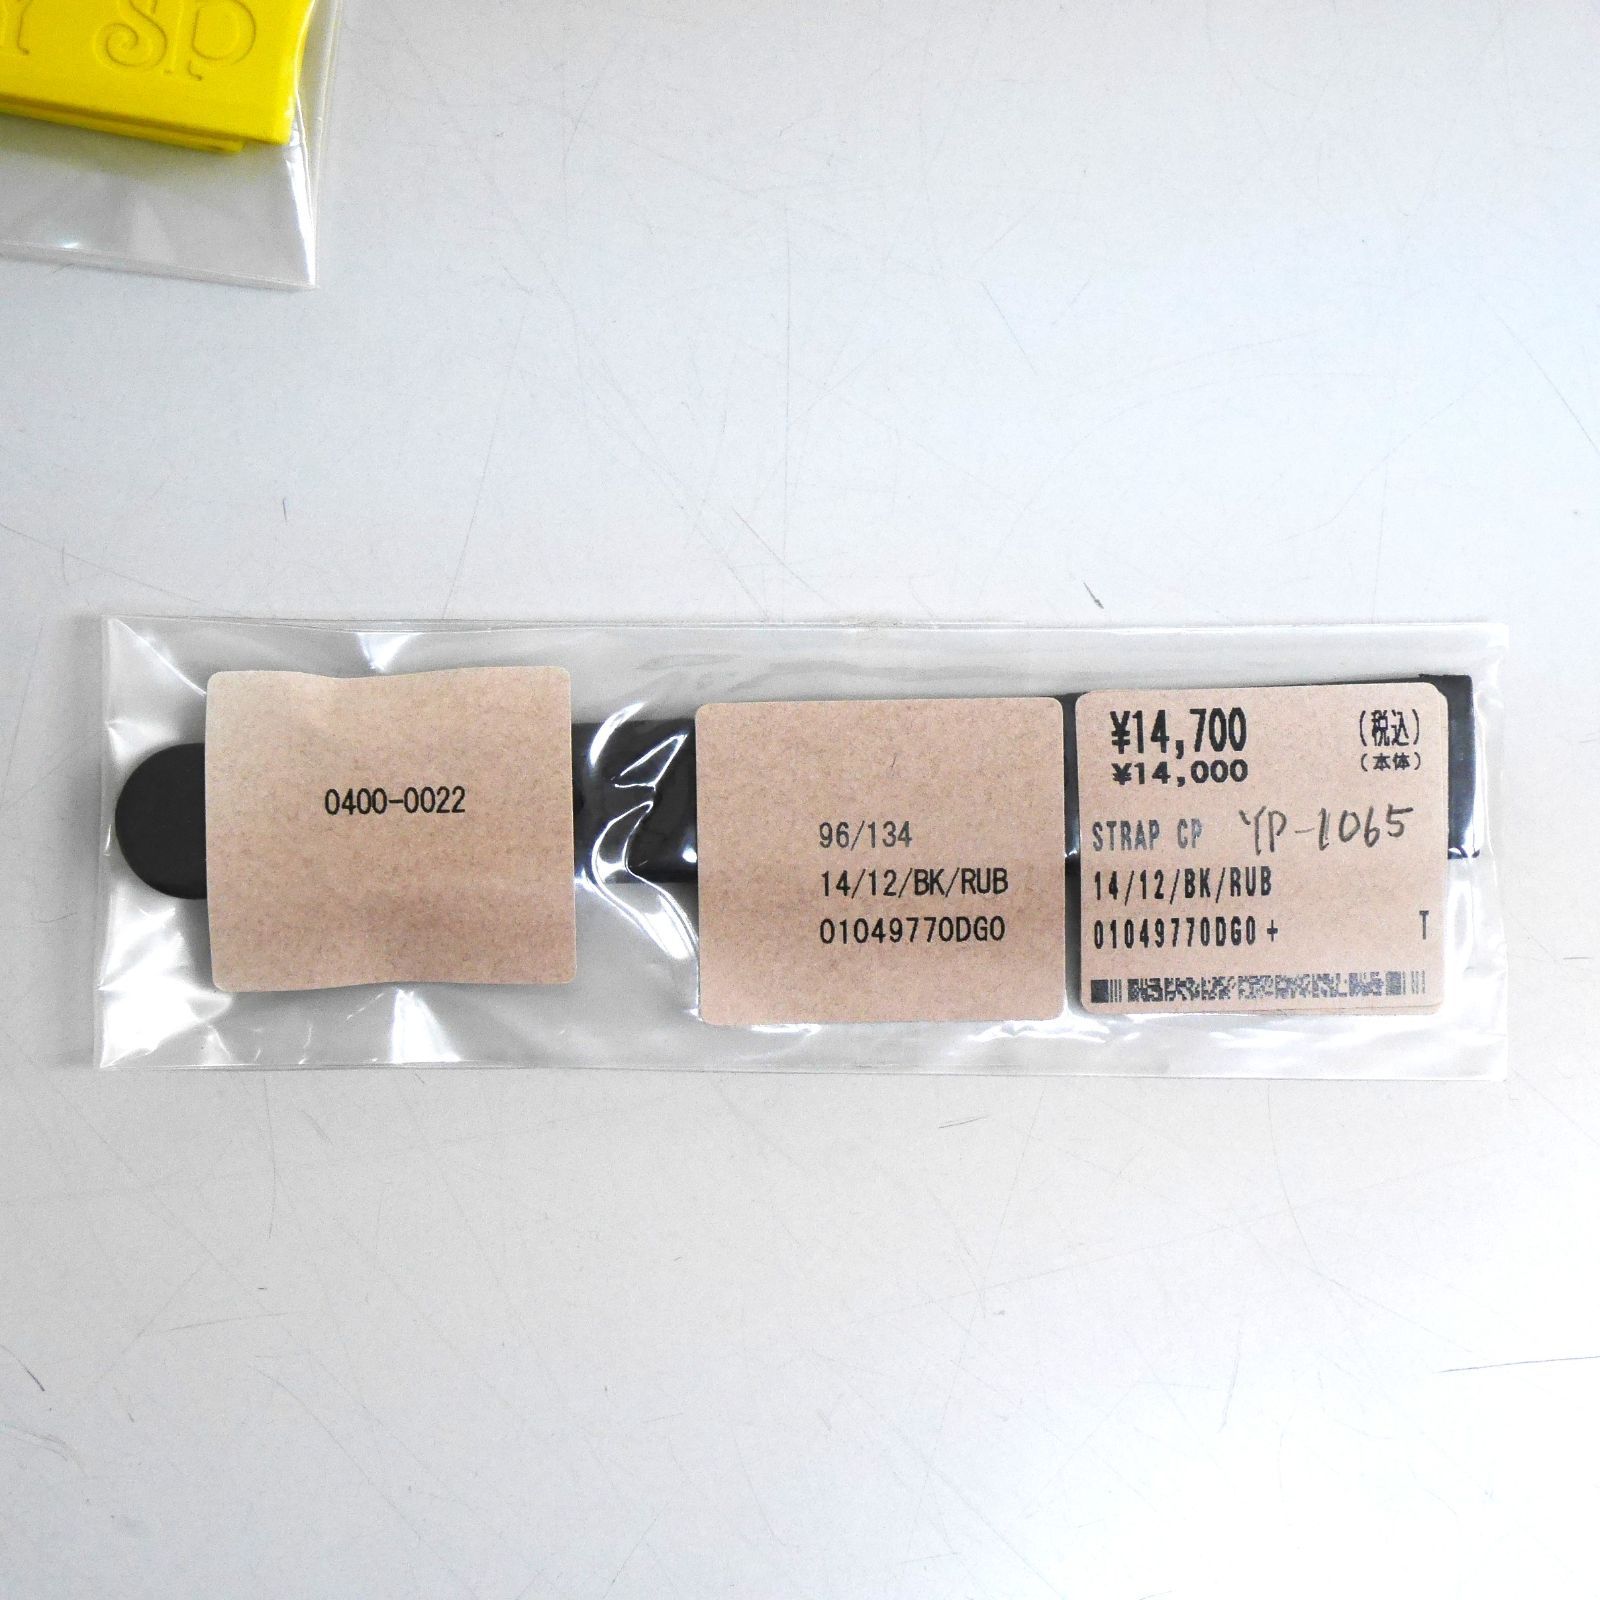 Y SP
0400-0022
96/134
14/12/BK/RUB
01049770DG0
¥14,700 (税込)
¥14,000 (本体)
STRAP CP YP-1065
14/12/BK/RUB
01049770DG0+ T